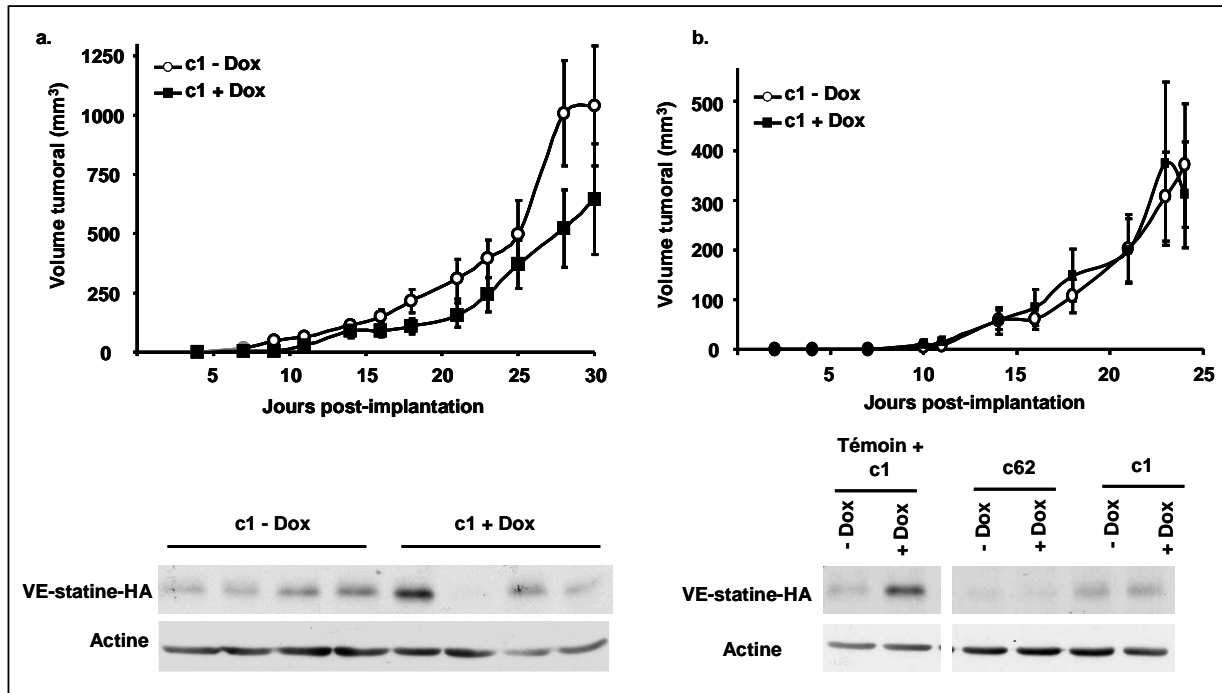 a.
1250
1000
750
500
250
0
Volume tumoral (mm³)
c1 - Dox
c1 + Dox
5 10 15 20 25 30
Jours post-implantation
c1 - Dox c1 + Dox
VE-statine-HA
Actine
b.
500
400
300
200
100
0
Volume tumoral (mm³)
c1 - Dox
c1 + Dox
5 10 15 20 25
Jours post-implantation
Témoin +
c1 c62 c1
- Dox + Dox - Dox + Dox - Dox + Dox
VE-statine-HA
Actine